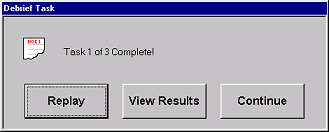 Debrief Task
Task 1 of 3 Complete!
Replay
View Results
Continue